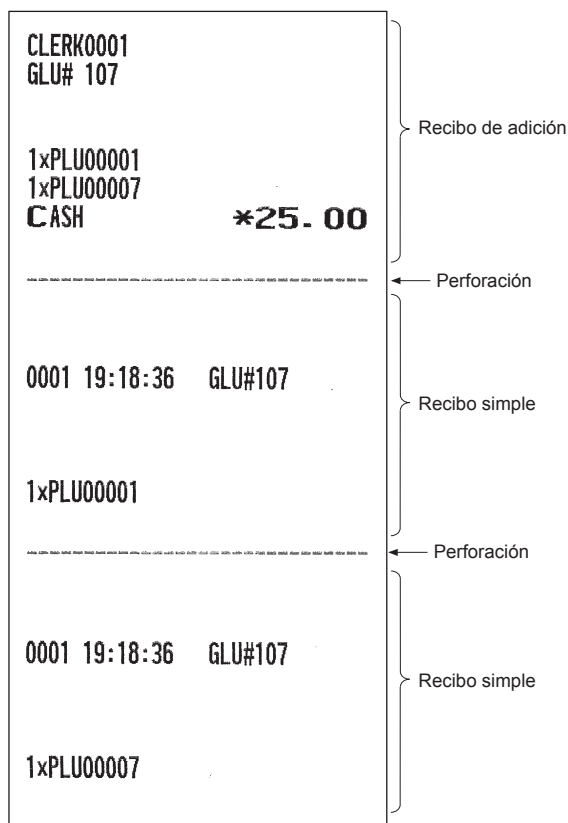 CLERK0001
GLU# 107
Recibo de adición
1xPLU00001
1xPLU00007
CASH *25.00
Perforación
0001 19:18:36 GLU#107
Recibo simple
1xPLU00001
Perforación
0001 19:18:36 GLU#107
Recibo simple
1xPLU00007